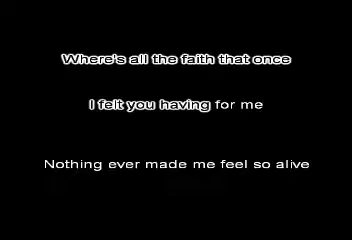 Where's all the faith that once
I felt you having for me
Nothing ever made me feel so alive